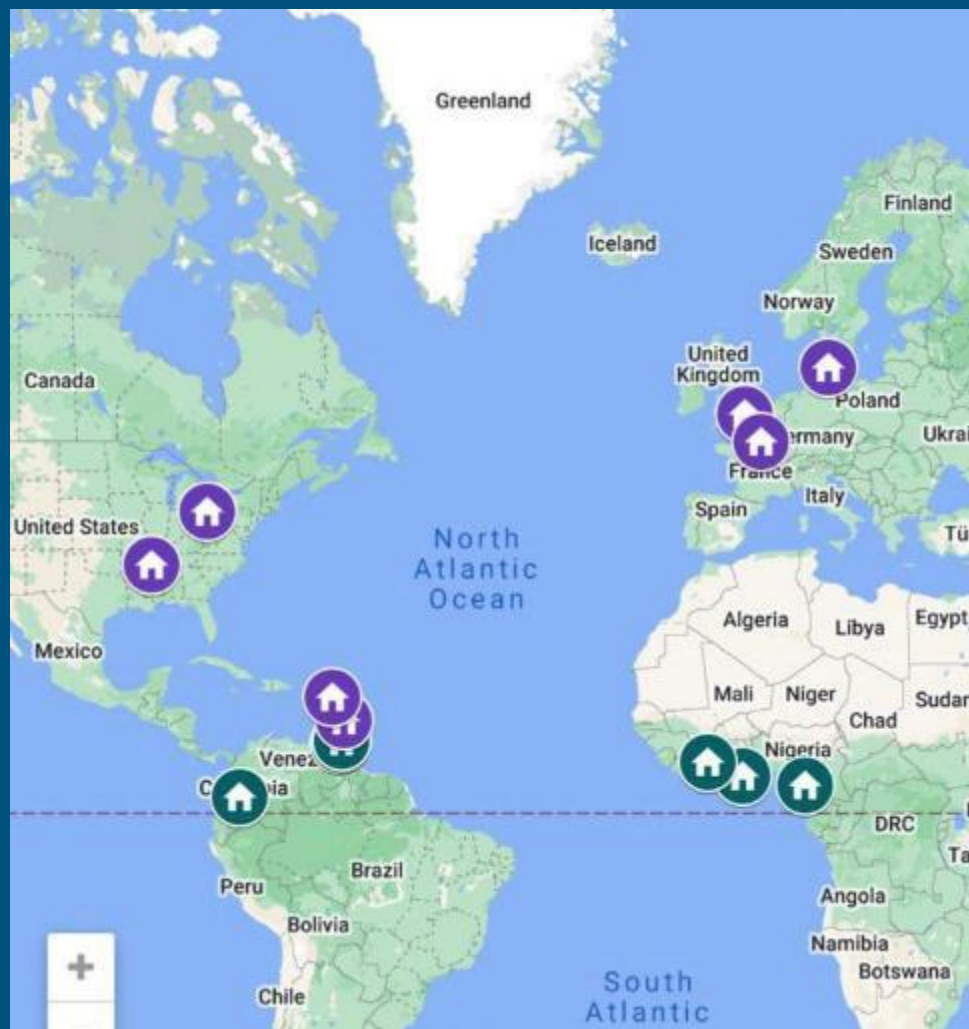 Greenland
Finland
Iceland
Sweden
Norway
United
Kingdom
Canada
Poland
ermany
Ukrai
France
Italy
Spain
United States
Tü
North
Atlantic
Ocean
Algeria
Libya
Egypt
Mexico
Mali
Niger
Sudar
Chad
Nigeria
Venez
C
ia
DRC
Ta
Brazil
Peru
Angola
Bolivia
Namibia
Botswana
South
Atlantic
Chile
+